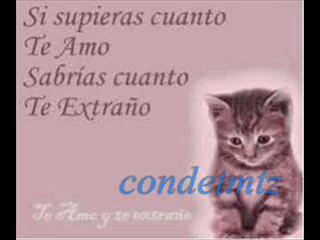 Si supieras cuanto
Te Amo
Sabrías cuanto
Te Extraño
condeimtz
Te Amo y te extraño